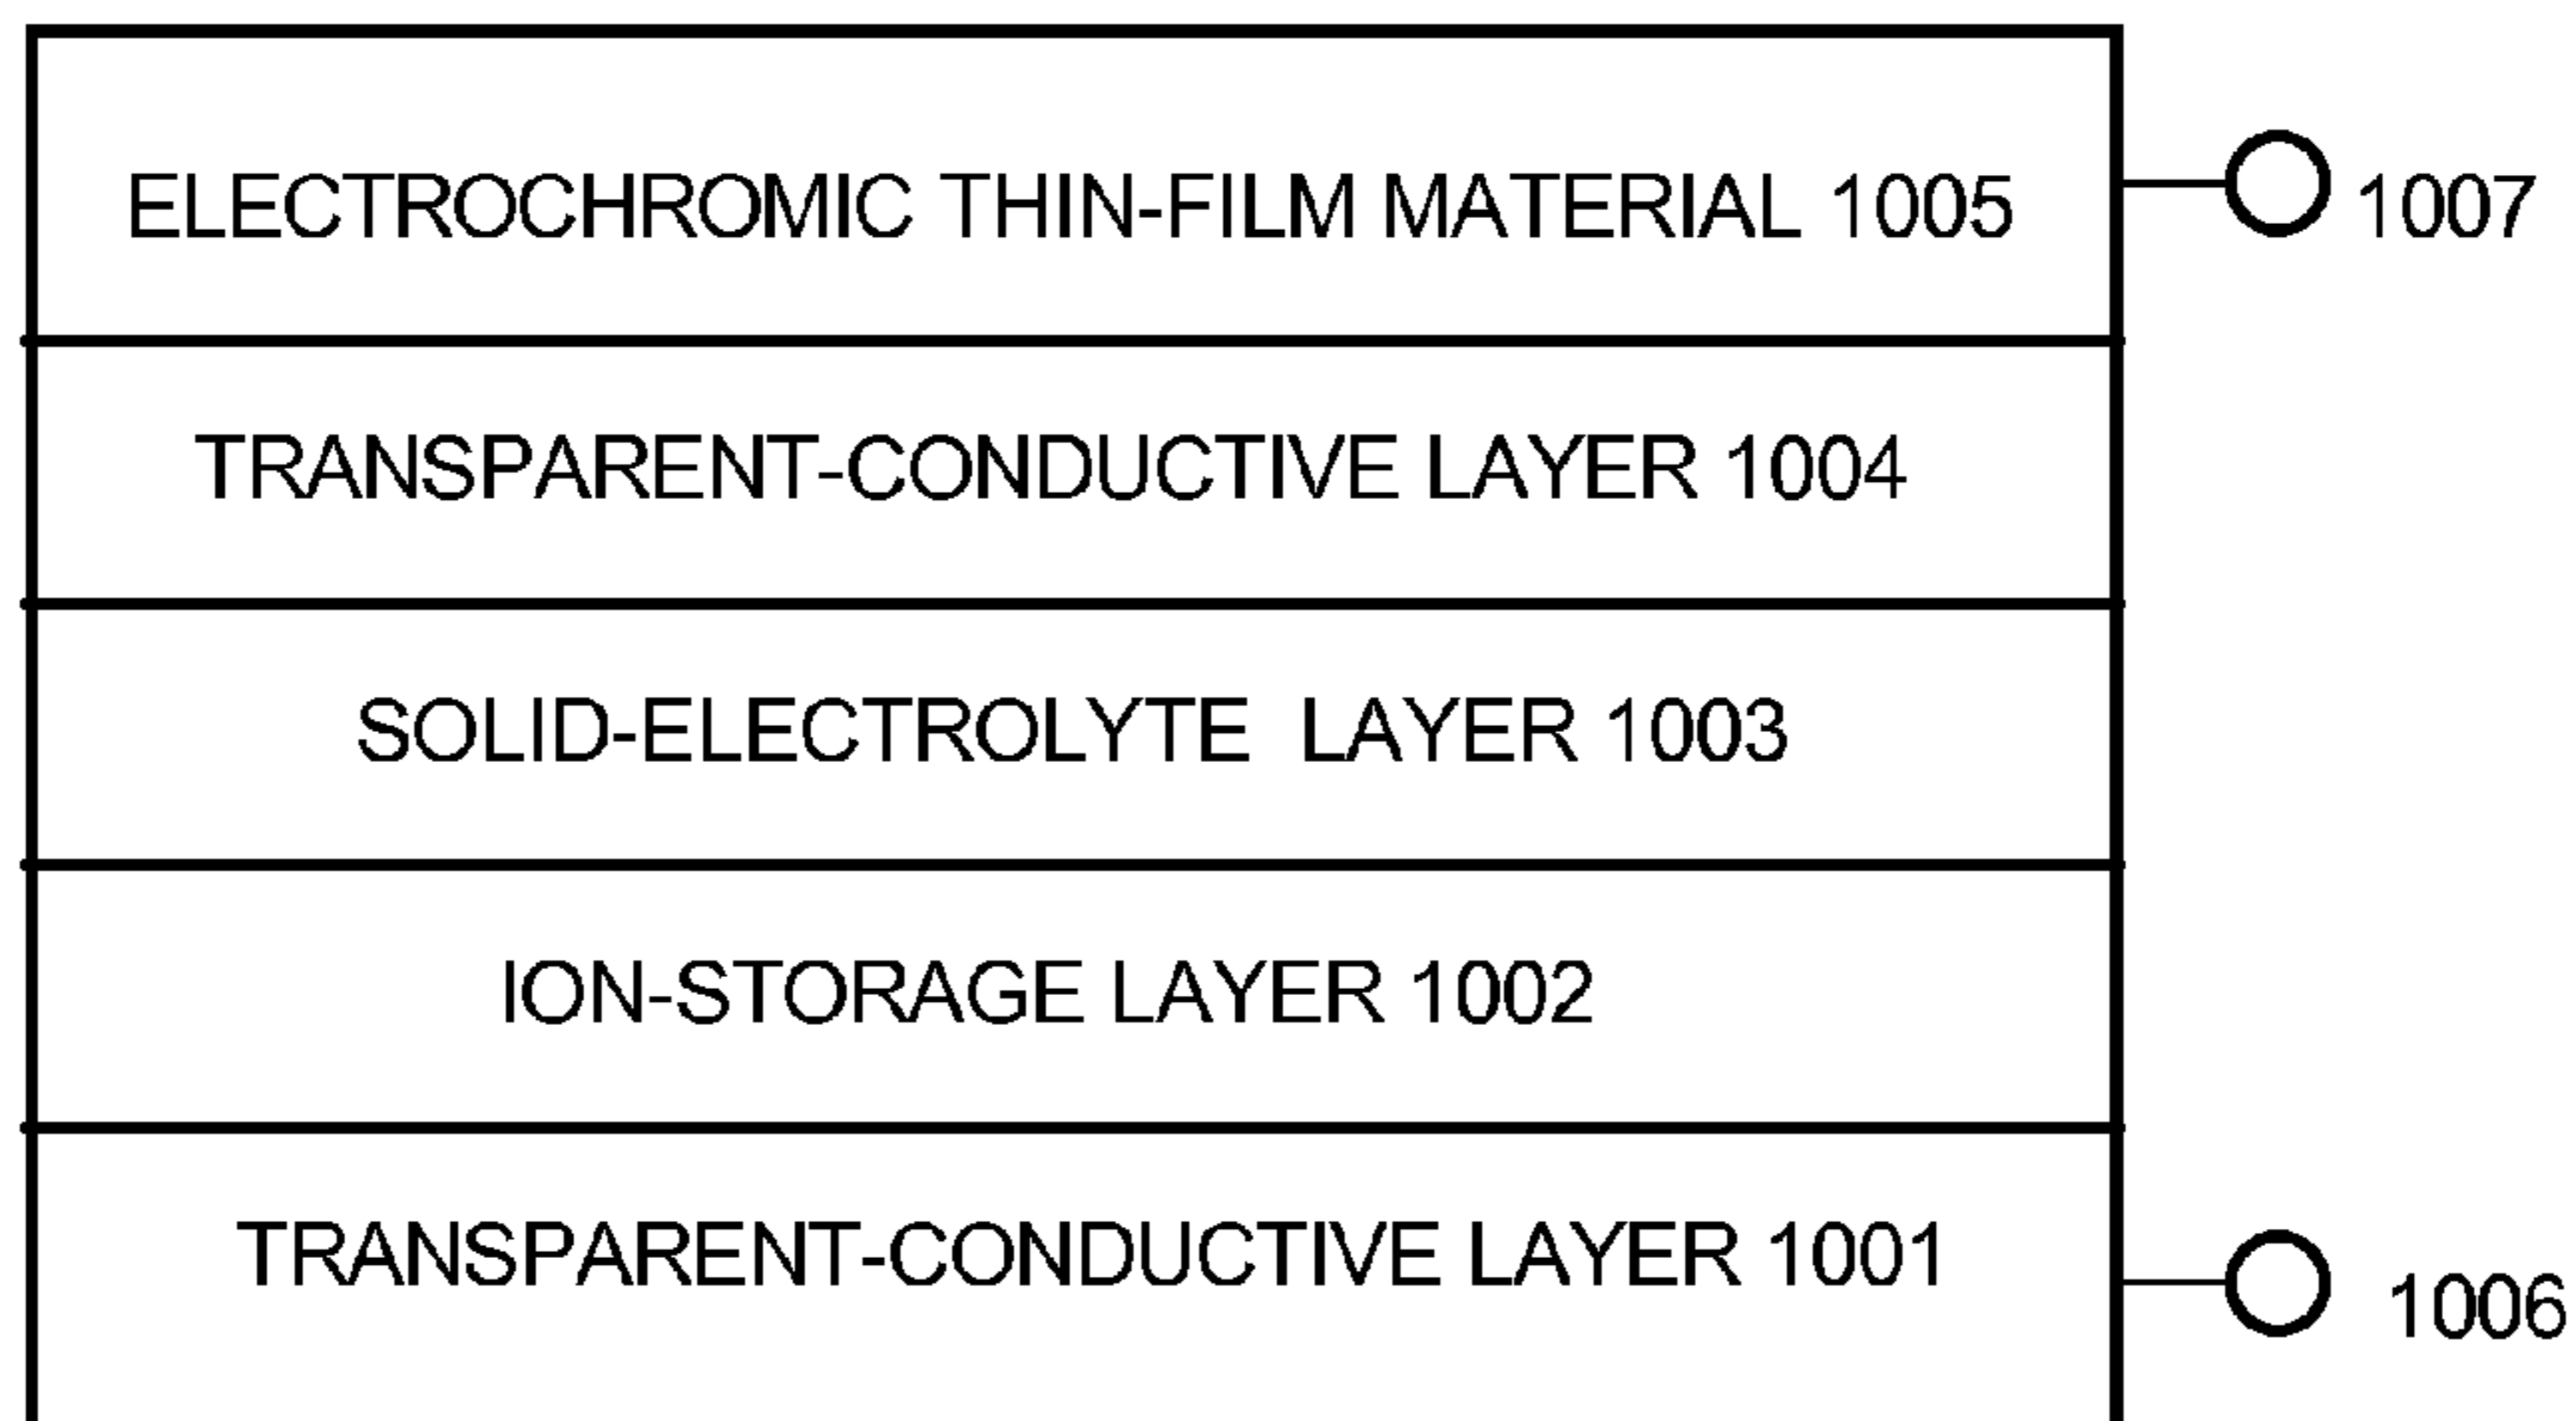 ELECTROCHROMIC THIN-FILM MATERIAL 1005
1007
TRANSPARENT-CONDUCTIVE LAYER 1004
SOLID-ELECTROLYTE LAYER 1003
ION-STORAGE LAYER 1002
TRANSPARENT-CONDUCTIVE LAYER 1001
1006